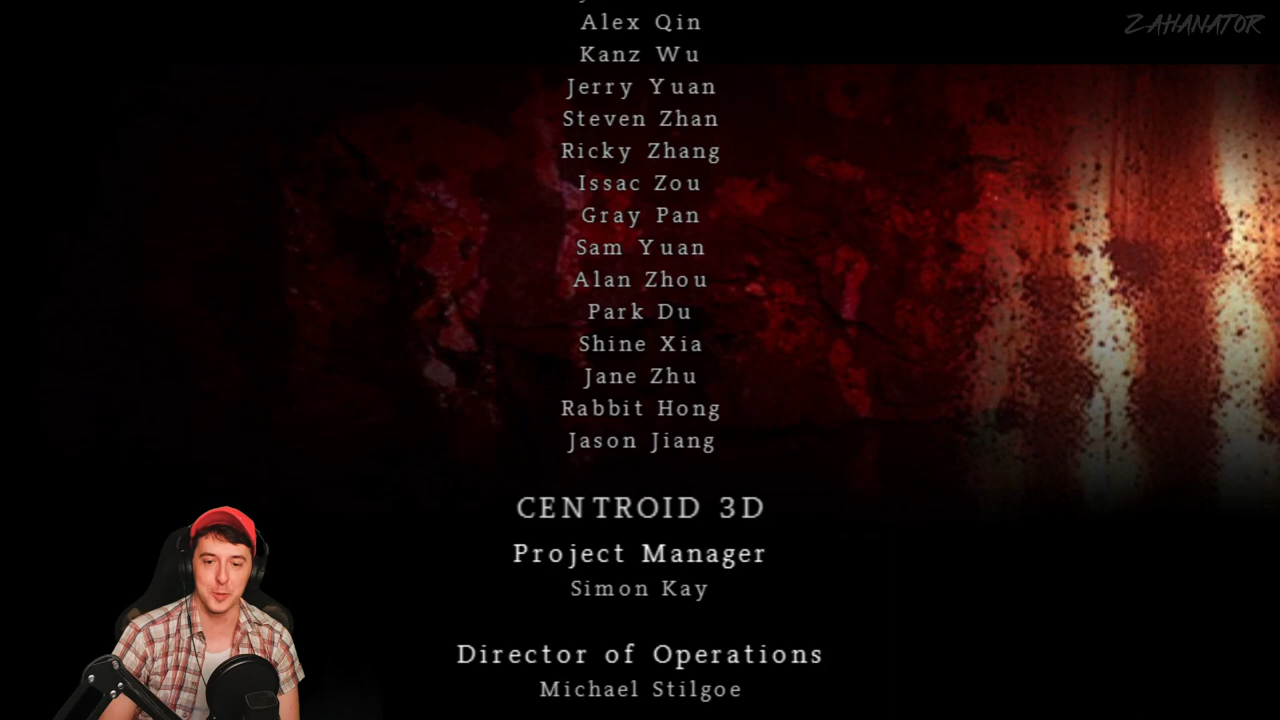 ZAHANATOR
Alex Qin
Kanz Wu
Jerry Yuan
Steven Zhan
Ricky Zhang
Issac Zou
Gray Pan
Sam Yuan
Alan Zhou
Park Du
Shine Xia
Jane Zhu
Rabbit Hong
Jason Jiang
CENTROID 3D
Project Manager
Simon Kay
Director of Operations
Michael Stilgoe